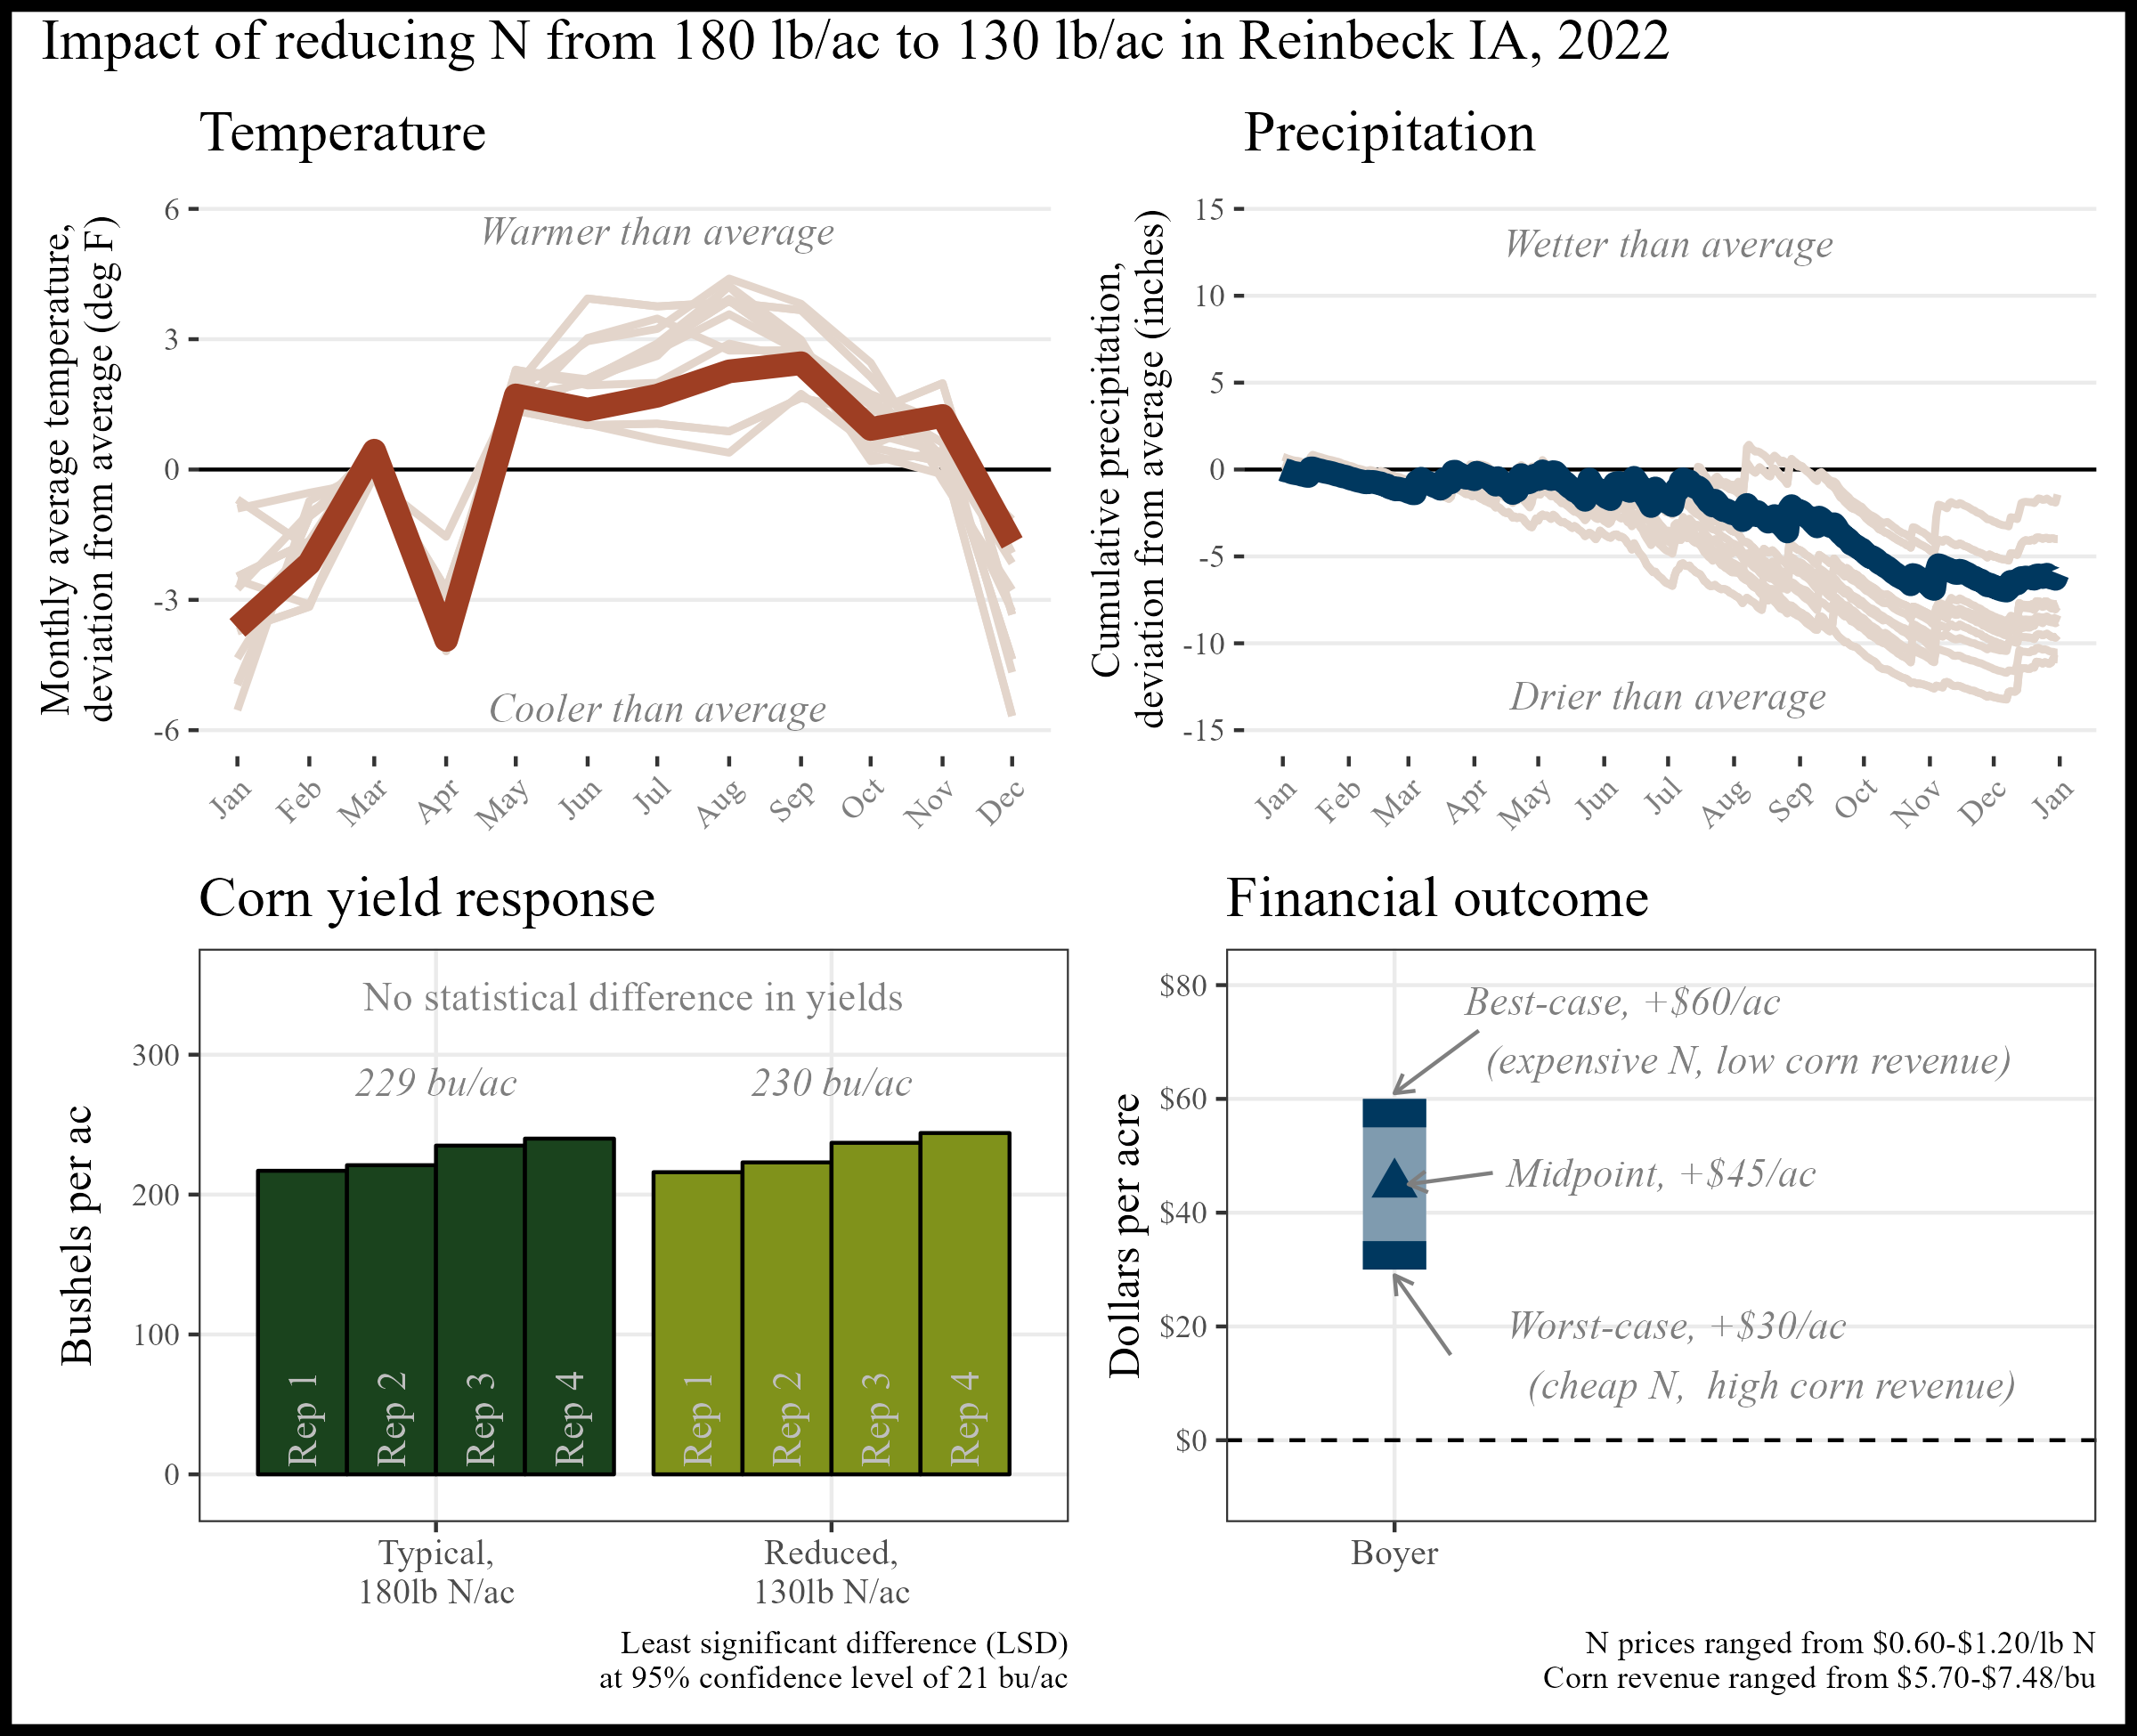 Impact of reducing N from 180 lb/ac to 130 lb/ac in Reinbeck IA, 2022
Temperature
Monthly average temperature,
deviation from average (deg F)
6
3
0
-3
-6
Warmer than average
Cooler than average
Jan
Feb
Mar
Apr
May
Jun
Jul
Aug
Sep
Oct
Nov
Dec
Precipitation
Cumulative precipitation,
deviation from average (inches)
15
10
5
0
-5
-10
-15
Wetter than average
Drier than average
Jan
Feb
Mar
Apr
May
Jun
Jul
Aug
Sep
Oct
Nov
Dec
Jan
Corn yield response
Bushels per ac
300
200
100
0
No statistical difference in yields
229 bu/ac
230 bu/ac
Rep 1
Rep 2
Rep 3
Rep 4
Rep 1
Rep 2
Rep 3
Rep 4
Typical,
180lb N/ac
Reduced,
130lb N/ac
Least significant difference (LSD)
at 95% confidence level of 21 bu/ac
Financial outcome
Dollars per acre
$80
$60
$40
$20
$0
Best-case, +$60/ac
(expensive N, low corn revenue)
Midpoint, +$45/ac
Worst-case, +$30/ac
(cheap N,  high corn revenue)
Boyer
N prices ranged from $0.60-$1.20/lb N
Corn revenue ranged from $5.70-$7.48/bu